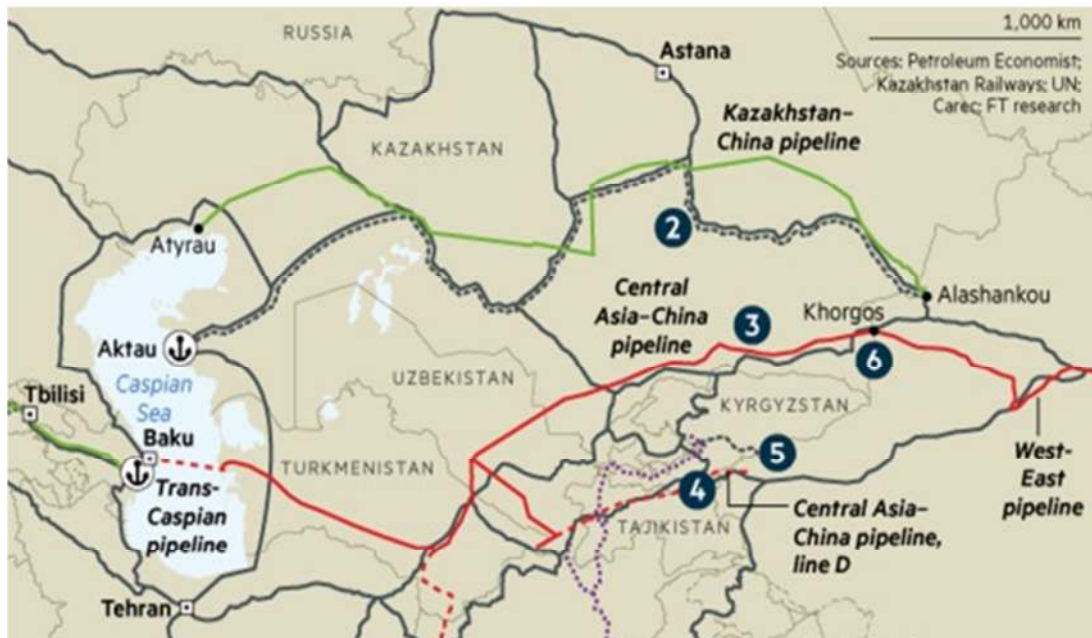 RUSSIA
1,000 km
Astana
Sources: Petroleum Economist;
Kazakhstan Railways; UN;
Carec; FT research
Kazakhstan–
China pipeline
KAZAKHSTAN
2
Atyrau
Central
Asia–China
pipeline
3
Khorgos
Alashankou
Aktau
6
Caspian
Sea
UZBEKISTAN
Tbilisi
KYRGYZSTAN
Baku
TURKMENISTAN
5
West-
East
pipeline
Trans-
Caspian
pipeline
4
TAJIKISTAN
Central Asia–
China pipeline,
line D
Tehran